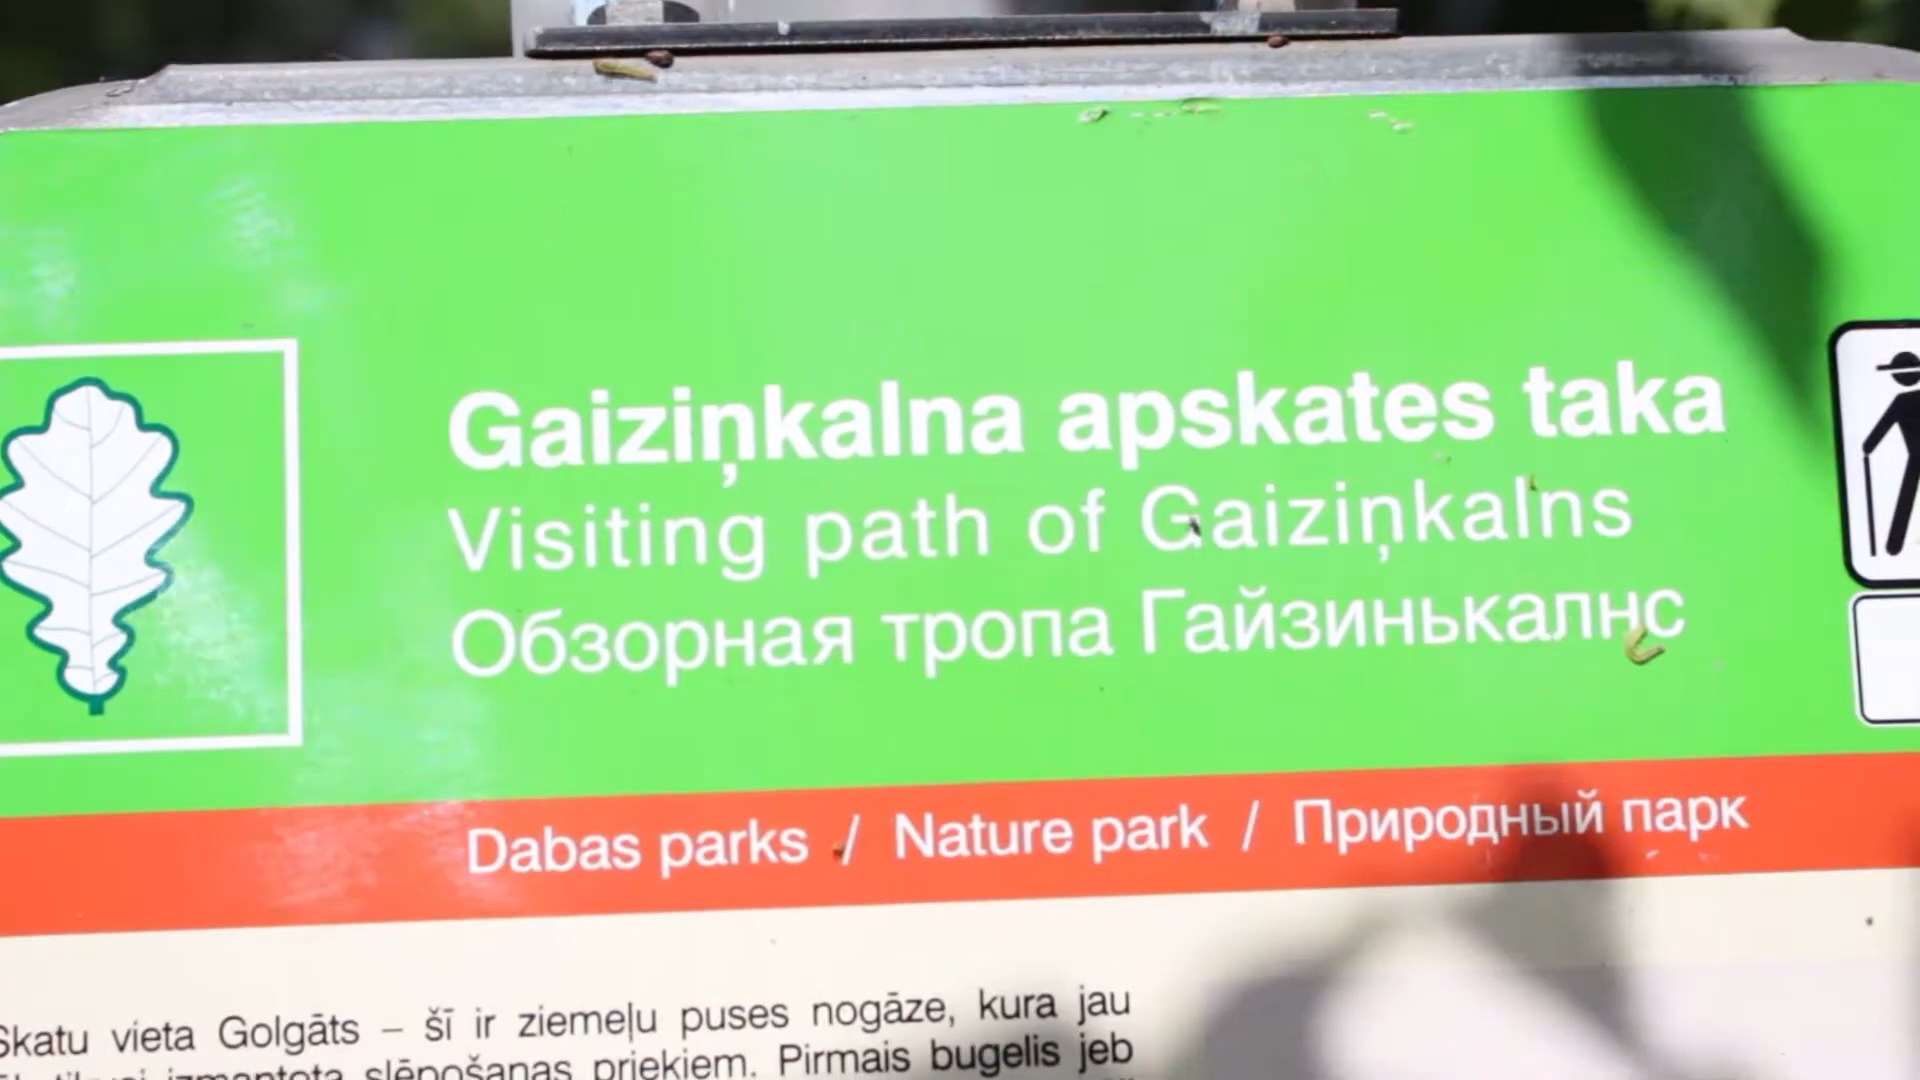 Gaiziņkalna apskates taka
Visiting path of Gaiziņkalns
Обзорная тропа Гайзинькалнс
Dabas parks / Nature park / Природный парк
Skatu vieta Golgāts – šī ir ziemeļu puses nogāze, kura jau
izmantota slēpošanas priekiem. Pirmais bugelis jeb